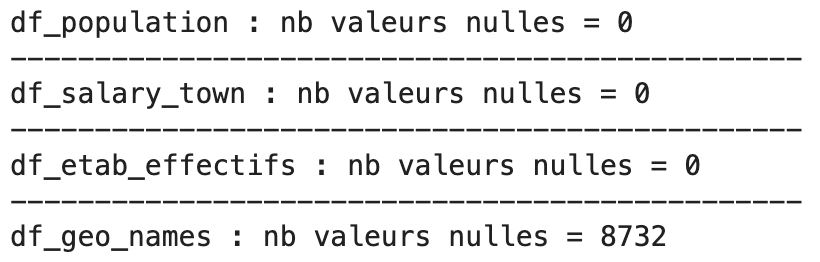 df_population : nb valeurs nulles = 0
-----------------------------------------------
df_salary_town : nb valeurs nulles = 0
-----------------------------------------------
df_etab_effectifs : nb valeurs nulles = 0
-----------------------------------------------
df_geo_names : nb valeurs nulles = 8732